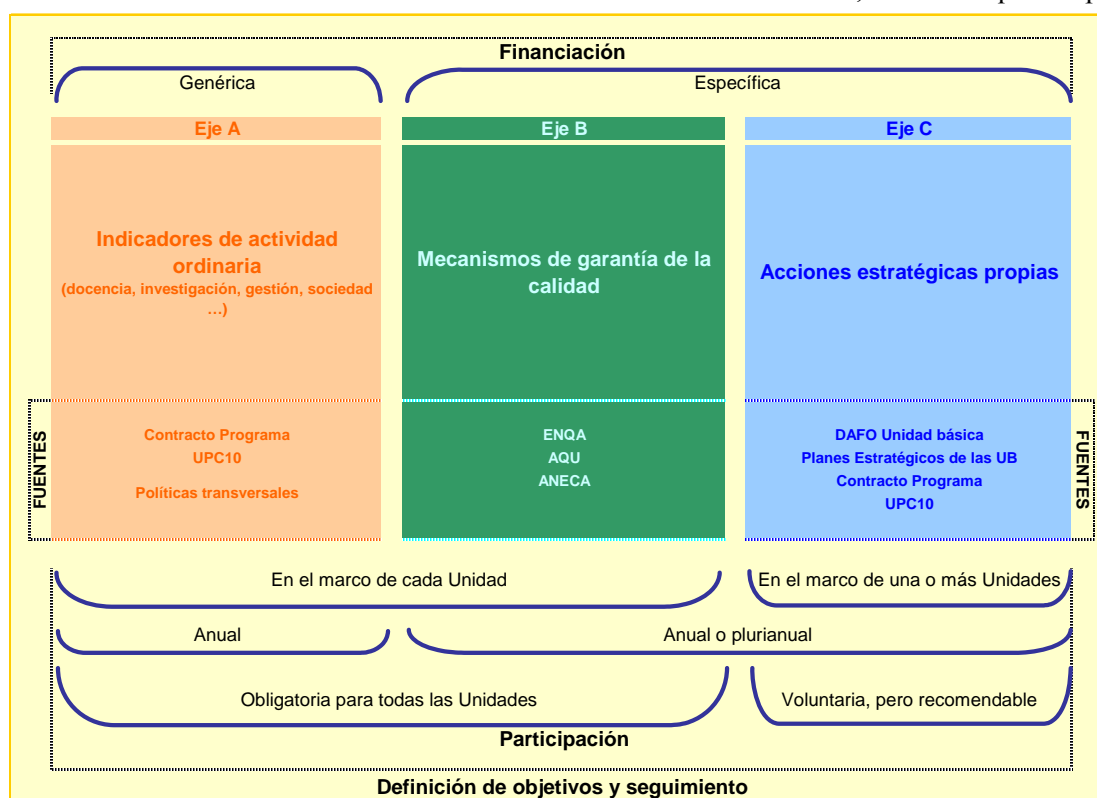 Financiación
Genérica
Específica
Eje A
Eje B
Eje C
Indicadores de actividad
ordinaria
(docencia, investigación, gestión, sociedad
...)
Mecanismos de garantía de la
calidad
Acciones estratégicas propias
FUENTES
Contracto Programa
UPC10
Políticas transversales
ENQA
AQU
ANECA
DAFO Unidad básica
Planes Estratégicos de las UB
Contracto Programa
UPC10
FUENTES
En el marco de cada Unidad
En el marco de una o más Unidades
Anual
Anual o plurianual
Obligatoria para todas las Unidades
Voluntaria, pero recomendable
Participación
Definición de objetivos y seguimiento